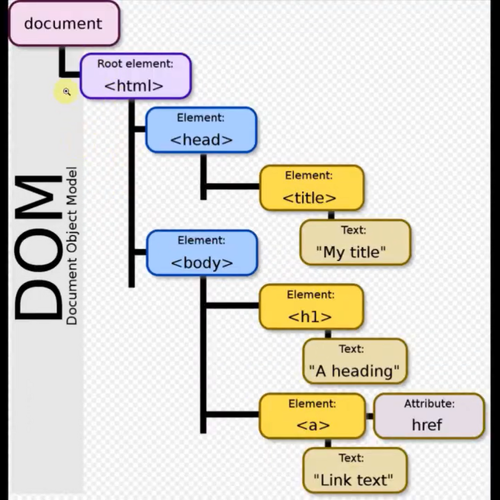 document
Root element:
<html>
Element:
<head>
Element:
<title>
Text:
"My title"
DOM
Document Object Model
Element:
<body>
Element:
<h1>
Text:
"A heading"
Element:
<a>
Attribute:
href
Text:
"Link text"